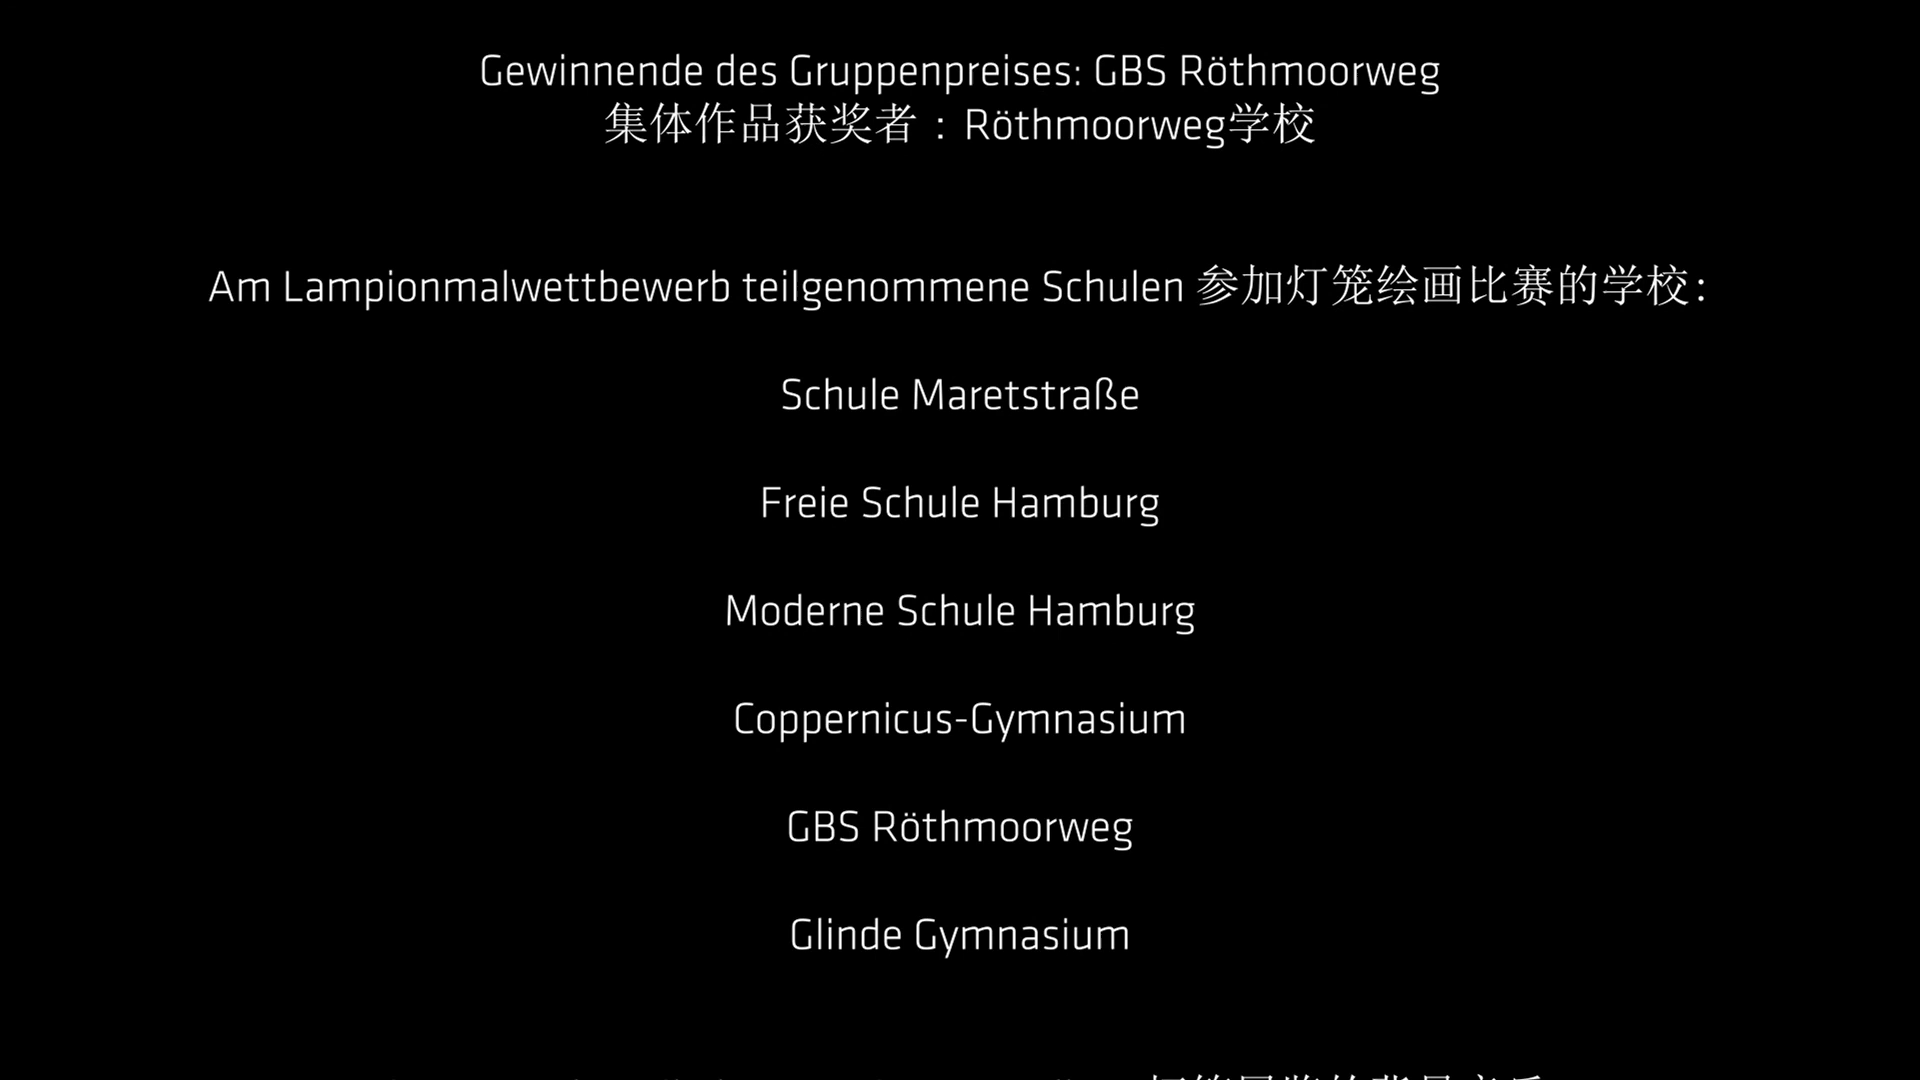 Gewinnende des Gruppenpreises: GBS Röthmoorweg
集体作品获奖者：Röthmoorweg学校
Am Lampionmalwettbewerb teilgenommene Schulen 参加灯笼绘画比赛的学校：
Schule Maretstraße
Freie Schule Hamburg
Moderne Schule Hamburg
Coppernicus-Gymnasium
GBS Röthmoorweg
Glinde Gymnasium